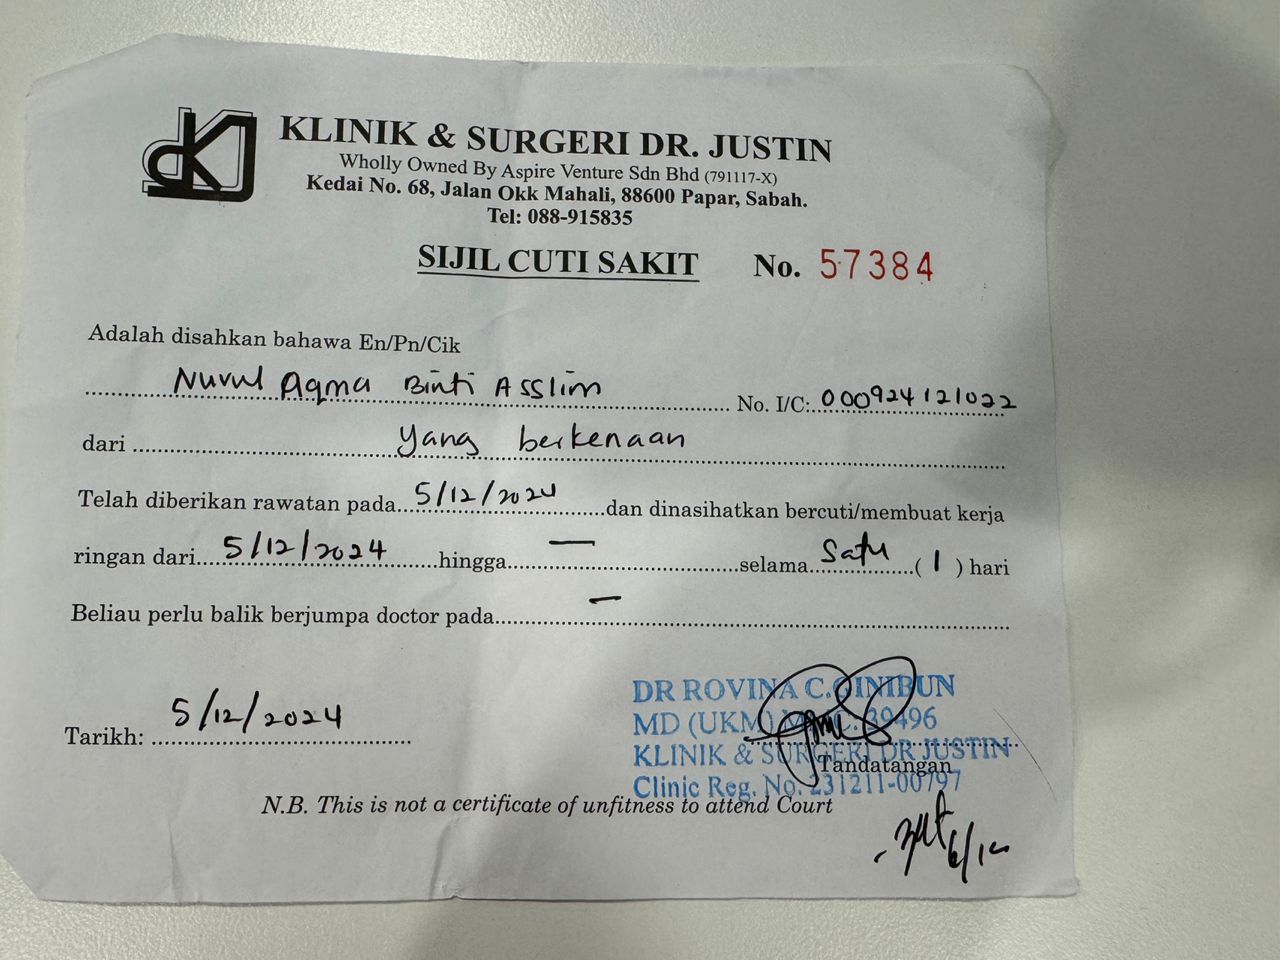 KLINIK & SURGERI DR. JUSTIN
Wholly Owned By Aspire Venture Sdn Bhd (791117-X)
Kedai No. 68, Jalan Okk Mahali, 88600 Papar, Sabah.
Tel: 088-915835
SIJIL CUTI SAKIT No. 57384
Adalah disahkan bahawa En/Pn/Cik
Nurul Aqma Binti Asslim No. I/C: 000924121022
dari yang berkenaan
Telah diberikan rawatan pada 5/12/2024 dan dinasihatkan bercuti/membuat kerja
ringan dari 5/12/2024 hingga — selama Satu ( 1 ) hari
Beliau perlu balik berjumpa doctor pada —
DR ROVINA C. GINIBUN
MD (UKM) MMC: 39496
Tarikh: 5/12/2024
KLINIK & SURGERI DR JUSTIN
Tandatangan
Clinic Reg. No. 231211-00797
N.B. This is not a certificate of unfitness to attend Court
6/12